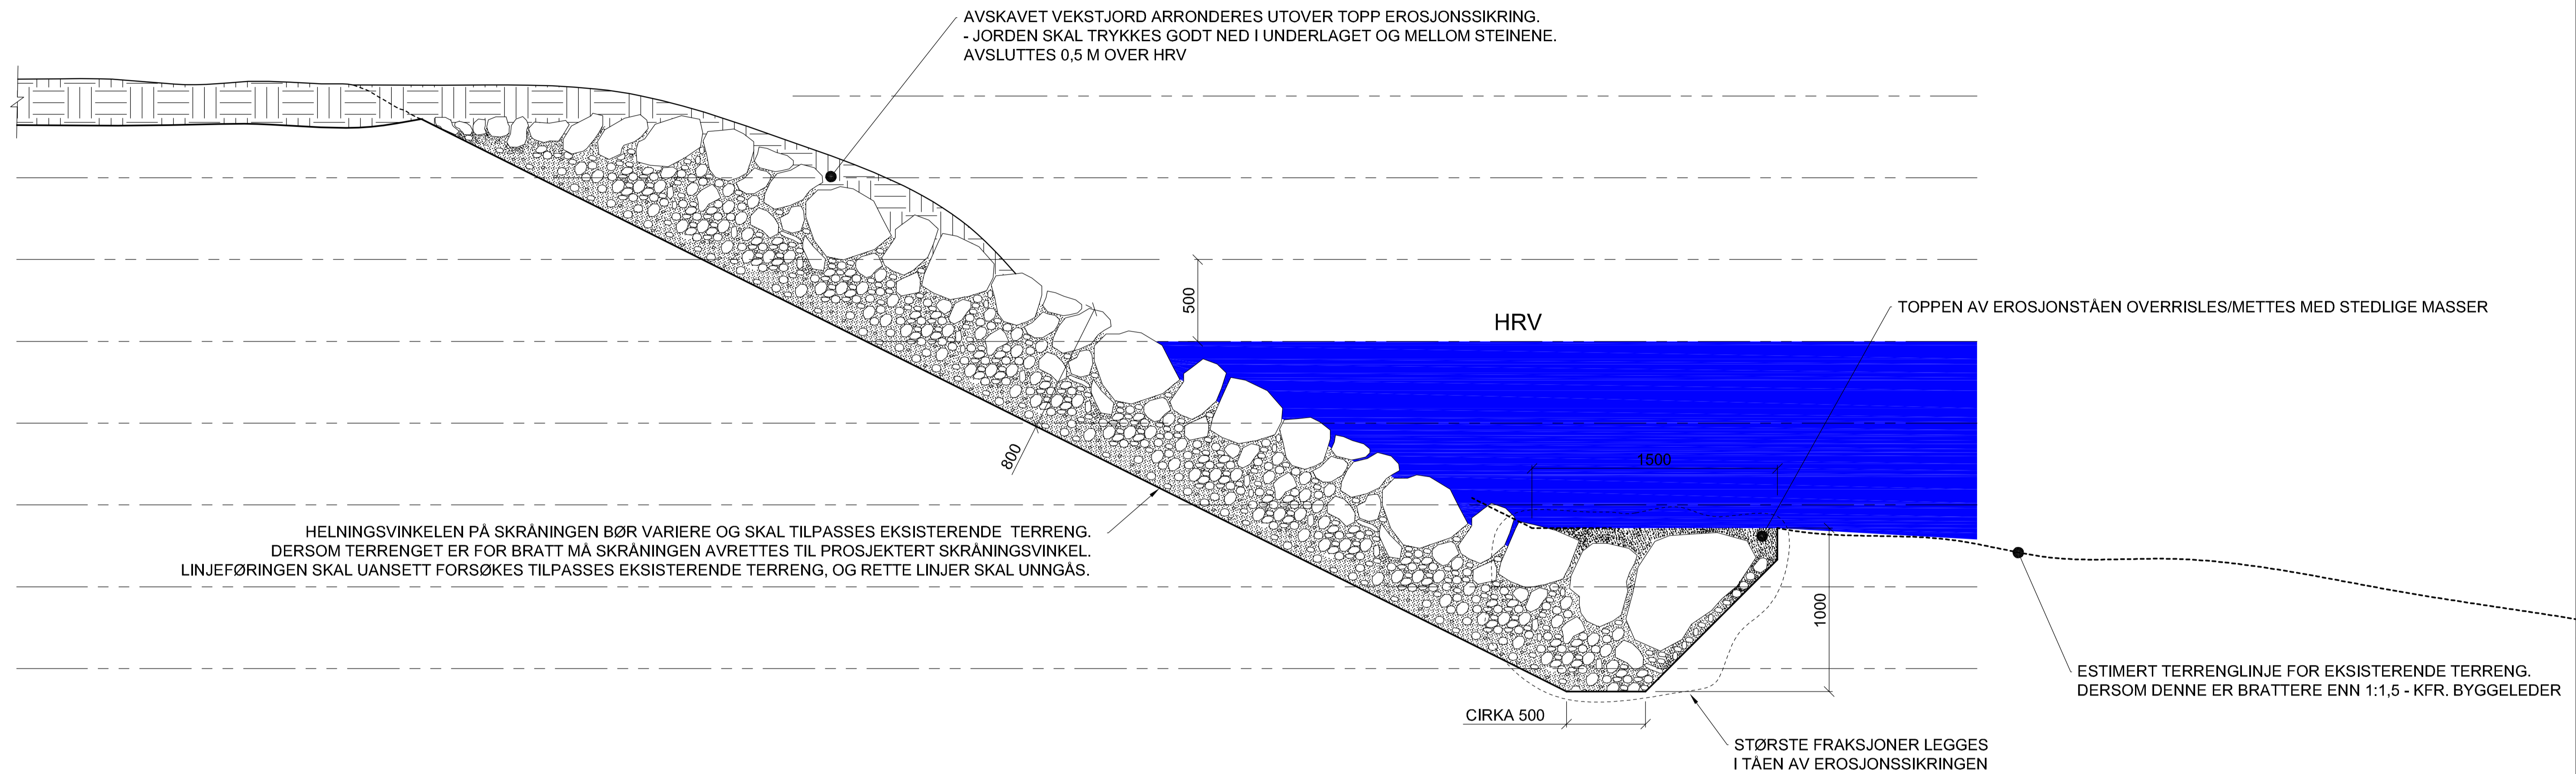 AVSKAVET VEKSTJORD ARRONDERES UTOVER TOPP EROSJONSSIKRING.
- JORDEN SKAL TRYKKES GODT NED I UNDERLAGET OG MELLOM STEINENE.
AVSLUTTES 0,5 M OVER HRV
500
HRV
TOPPEN AV EROSJONSTÅEN OVERRISLES/METTES MED STEDLIGE MASSER
800
1500
HELNINGSVINKELEN PÅ SKRÅNINGEN BØR VARIERE OG SKAL TILPASSES EKSISTERENDE TERRENG.
DERSOM TERRENGET ER FOR BRATT MÅ SKRÅNINGEN AVRETTES TIL PROSJEKTERT SKRÅNINGSVINKEL.
LINJEFØRINGEN SKAL UANSETT FORSØKES TILPASSES EKSISTERENDE TERRENG, OG RETTE LINJER SKAL UNNGÅS.
1000
ESTIMERT TERRENGLINJE FOR EKSISTERENDE TERRENG.
DERSOM DENNE ER BRATTERE ENN 1:1,5 - KFR. BYGGELEDER
CIRKA 500
STØRSTE FRAKSJONER LEGGES
I TÅEN AV EROSJONSSIKRINGEN